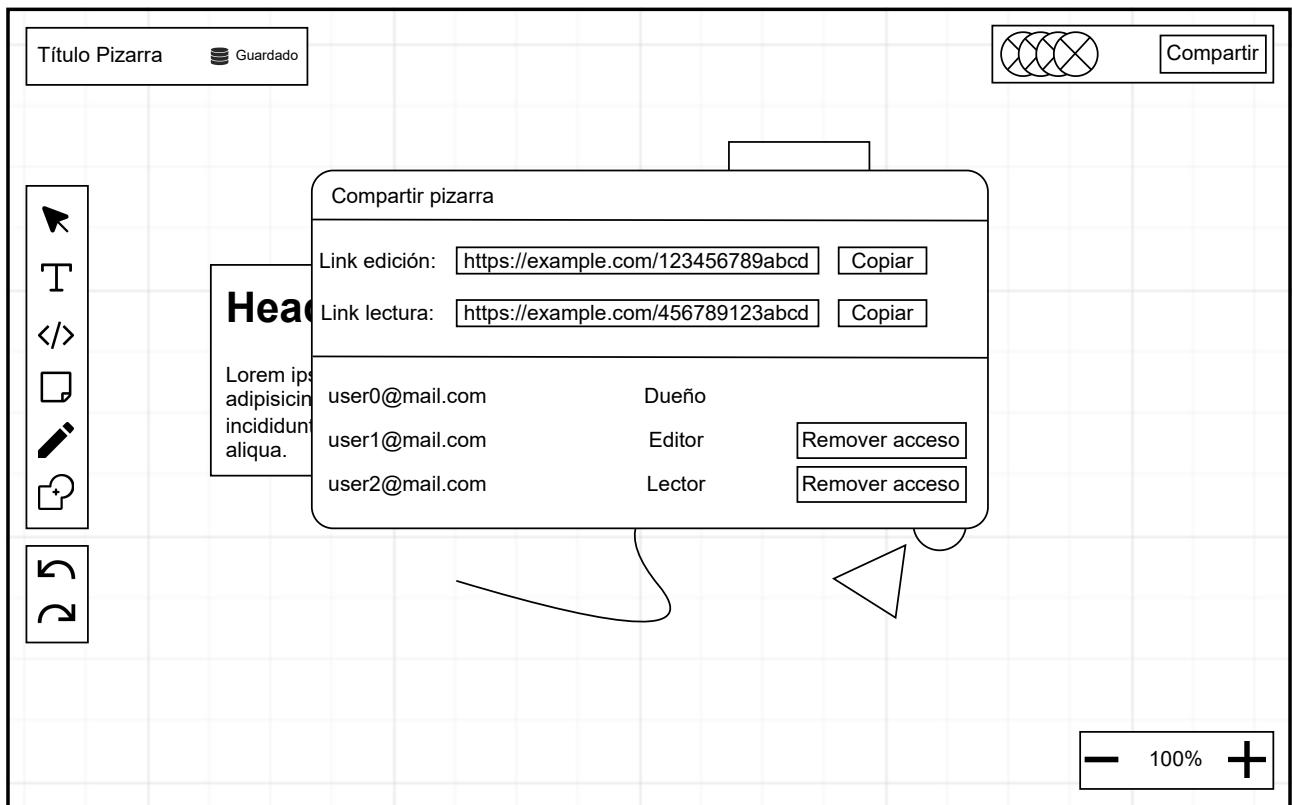 Título Pizarra
Guardado
Compartir
Compartir pizarra
Link edición: https://example.com/123456789abcd Copiar
Link lectura: https://example.com/456789123abcd Copiar
Lorem
adipisicin
incididunt
aliqua.
user0@mail.com Dueño
user1@mail.com Editor Remover acceso
user2@mail.com Lector Remover acceso
100%